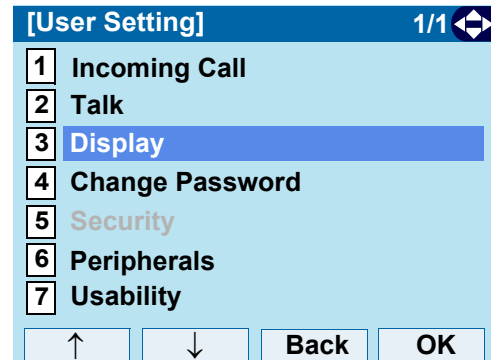 [User Setting] 1/1
1 Incoming Call
2 Talk
3 Display
4 Change Password
5 Security
6 Peripherals
7 Usability
↑ ↓ Back OK